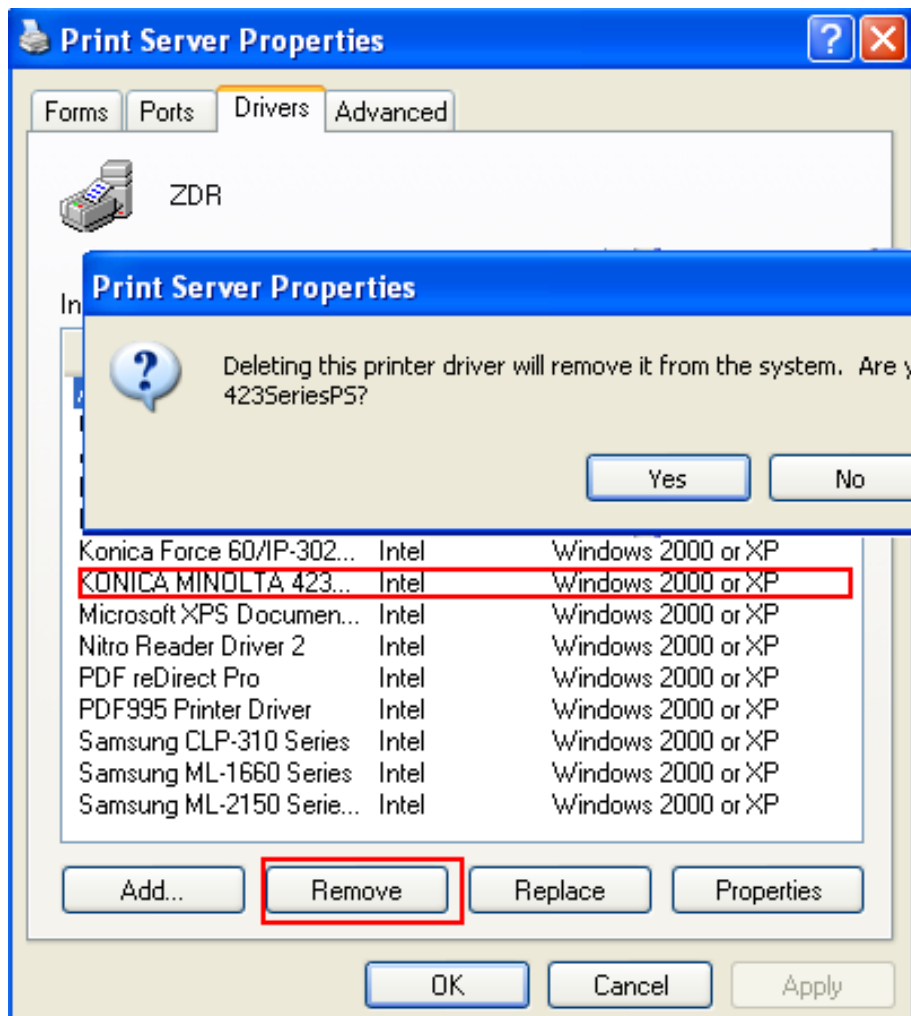 Print Server Properties
Forms Ports Drivers Advanced
ZDR
In
Print Server Properties
Deleting this printer driver will remove it from the system. Are y
423SeriesPS?
Yes No
Konica Force 60/IP-302... Intel Windows 2000 or XP
KONICA MINOLTA 423... Intel Windows 2000 or XP
Microsoft XPS Documen... Intel Windows 2000 or XP
Nitro Reader Driver 2 Intel Windows 2000 or XP
PDF reDirect Pro Intel Windows 2000 or XP
PDF995 Printer Driver Intel Windows 2000 or XP
Samsung CLP-310 Series Intel Windows 2000 or XP
Samsung ML-1660 Series Intel Windows 2000 or XP
Samsung ML-2150 Serie... Intel Windows 2000 or XP
Add... Remove Replace Properties
OK Cancel Apply